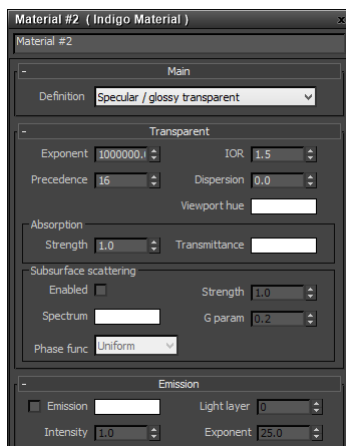 Material #2 ( Indigo Material ) x
Material #2
- Main
Definition Specular / glossy transparent
- Transparent
Exponent 1000000. IOR 1.5
Precedence 16 Dispersion 0.0
Viewport hue
Absorption
Strength 1.0 Transmittance
Subsurface scattering
Enabled Strength 1.0
Spectrum G param 0.2
Phase func Uniform
- Emission
Emission Light layer 0
Intensity 1.0 Exponent 25.0